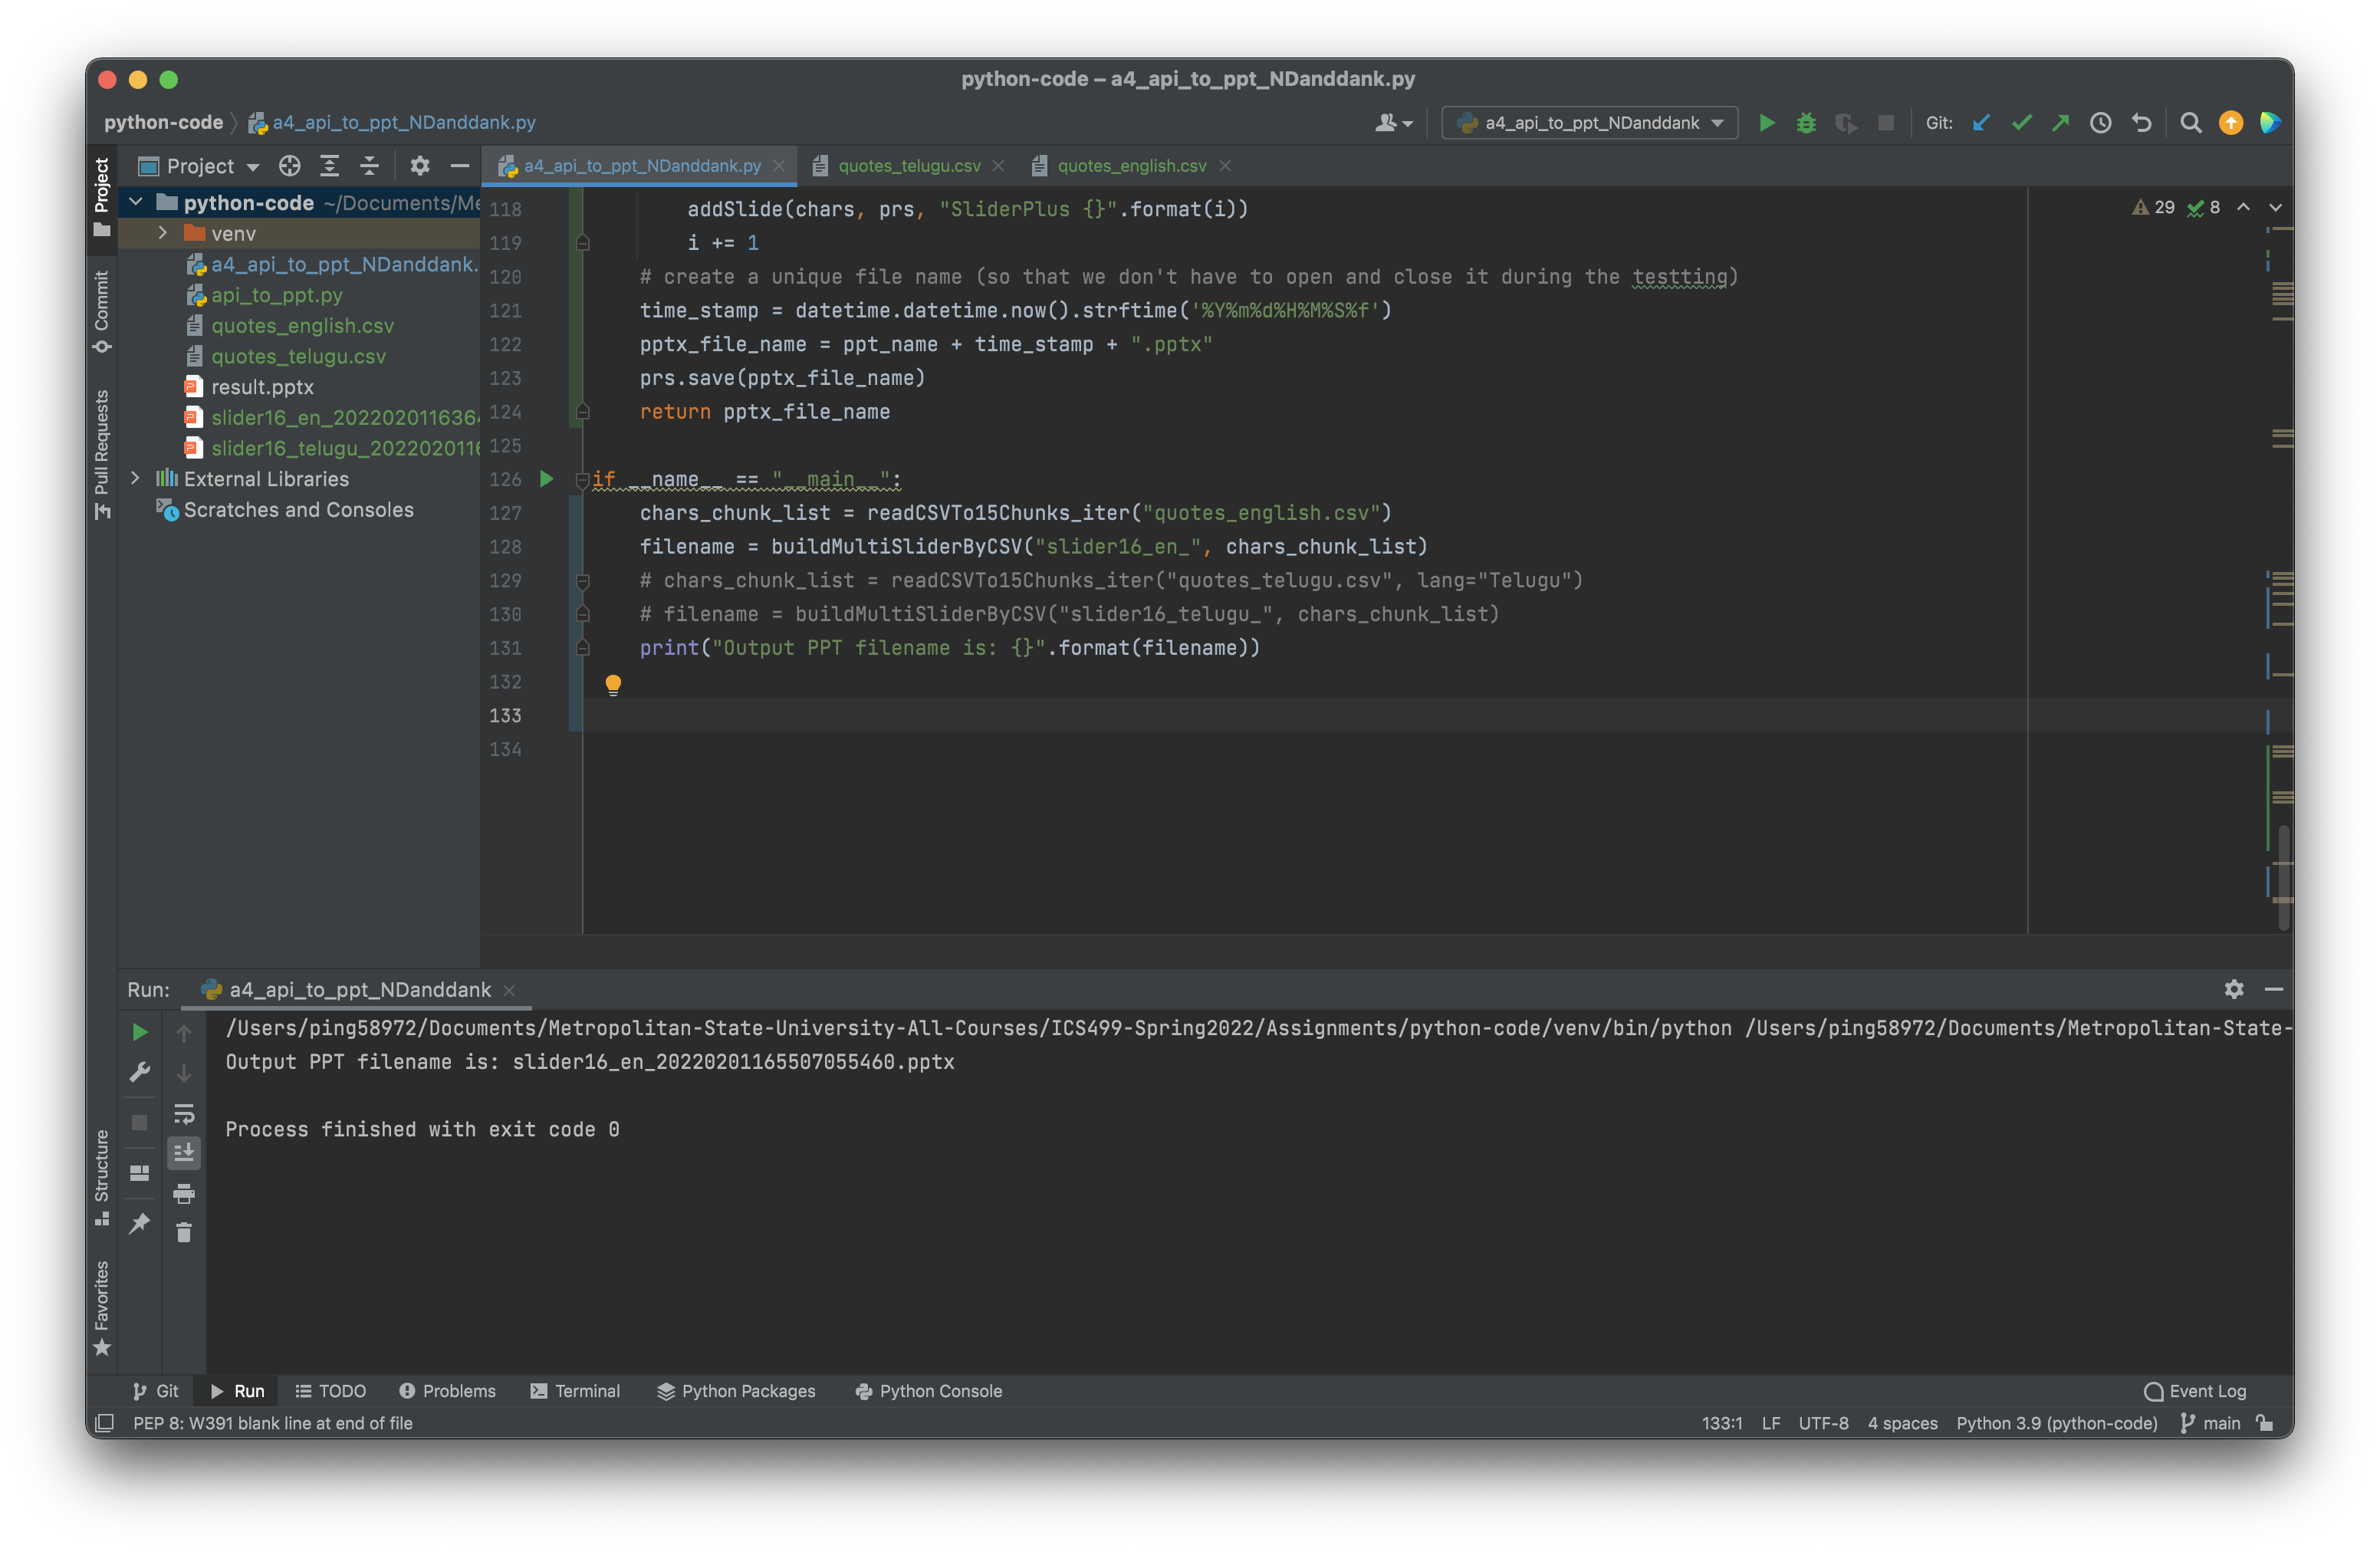 python-code – a4_api_to_ppt_NDanddank.py
python-code a4_api_to_ppt_NDanddank.py
a4_api_to_ppt_NDanddank
Git:
Project
Commit
Pull Requests
Structure
Favorites
Project
python-code ~/Documents/Me
venv
a4_api_to_ppt_NDanddank.
api_to_ppt.py
quotes_english.csv
quotes_telugu.csv
result.pptx
slider16_en_2022020116364
slider16_telugu_2022020116
External Libraries
Scratches and Consoles
a4_api_to_ppt_NDanddank.py quotes_telugu.csv quotes_english.csv
29 8
118 addSlide(chars, prs, "SliderPlus {}".format(i))
119 i += 1
120 # create a unique file name (so that we don't have to open and close it during the testting)
121 time_stamp = datetime.datetime.now().strftime('%Y%m%d%H%M%S%f')
122 pptx_file_name = ppt_name + time_stamp + ".pptx"
123 prs.save(pptx_file_name)
124 return pptx_file_name
125
126 if __name__ == "__main__":
127 chars_chunk_list = readCSVTo15Chunks_iter("quotes_english.csv")
128 filename = buildMultiSliderByCSV("slider16_en_", chars_chunk_list)
129 # chars_chunk_list = readCSVTo15Chunks_iter("quotes_telugu.csv", lang="Telugu")
130 # filename = buildMultiSliderByCSV("slider16_telugu_", chars_chunk_list)
131 print("Output PPT filename is: {}".format(filename))
132
133
134
Run: a4_api_to_ppt_NDanddank
/Users/ping58972/Documents/Metropolitan-State-University-All-Courses/ICS499-Spring2022/Assignments/python-code/venv/bin/python /Users/ping58972/Documents/Metropolitan-State-
Output PPT filename is: slider16_en_20220201165507055460.pptx
Process finished with exit code 0
Git Run TODO Problems Terminal Python Packages Python Console Event Log
PEP 8: W391 blank line at end of file 133:1 LF UTF-8 4 spaces Python 3.9 (python-code) main